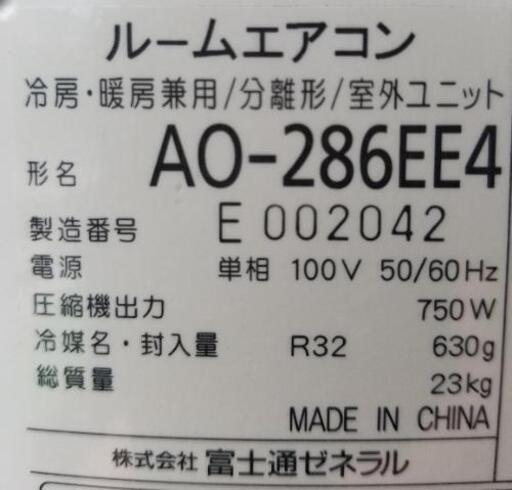 ルームエアコン
冷房・暖房兼用/分離形/室外ユニット
形名 AO-286EE4
製造番号 E 002042
電源 単相 100V 50/60Hz
圧縮機出力 750W
冷媒名・封入量 R32 630g
総質量 23kg
MADE IN CHINA
株式会社 富士通ゼネラル